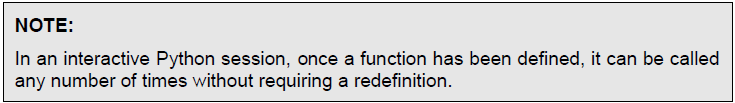 NOTE:
In an interactive Python session, once a function has been defined, it can be called
any number of times without requiring a redefinition.